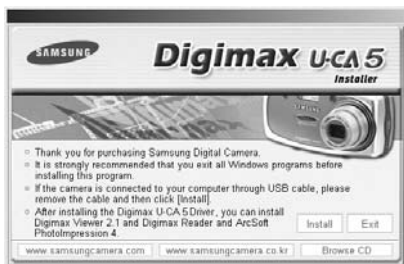 SAMSUNG
Digimax U-CA 5
Installer
SAMSUNG
Thank you for purchasing Samsung Digital Camera.
It is strongly recommended that you exit all Windows programs before
installing this program.
If the camera is connected to your computer through USB cable, please
remove the cable and then click [Install].
After installing the Digimax U-CA 5 Driver, you can install
Digimax Viewer 2.1 and Digimax Reader and ArcSoft
PhotoImpression 4.
Install Exit
www.samsungcamera.com www.samsungcamera.co.kr Browse CD